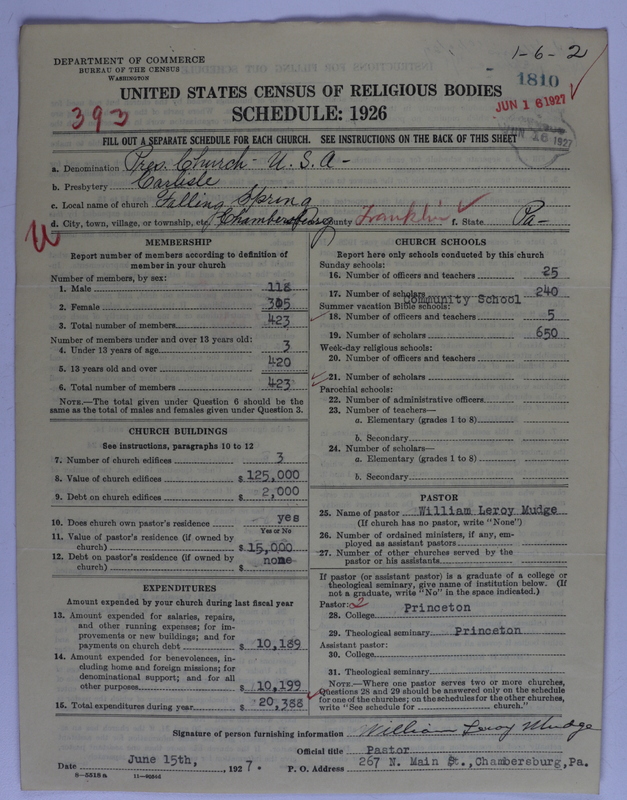 DEPARTMENT OF COMMERCE
BUREAU OF THE CENSUS
WASHINGTON
1-6-2
1810
JUN 16 1927
UNITED STATES CENSUS OF RELIGIOUS BODIES
393
SCHEDULE: 1926
JUN 16 1927
FILL OUT A SEPARATE SCHEDULE FOR EACH CHURCH. SEE INSTRUCTIONS ON THE BACK OF THIS SHEET
a. Denomination Pres. Church - U.S.A -
b. Presbytery Carlisle
c. Local name of church Falling Spring
d. City, town, village, or township, etc. Chambersburg County Franklin f. State Pa-
MEMBERSHIP
Report number of members according to definition of
member in your church
Number of members, by sex:
1. Male 118
2. Female 305
3. Total number of members 423
Number of members under and over 13 years old:
4. Under 13 years of age 3
5. 13 years old and over 420
6. Total number of members 423
NOTE.—The total given under Question 6 should be
the same as the total of males and females given under Question 3.
CHURCH BUILDINGS
See instructions, paragraphs 10 to 12
7. Number of church edifices 3
8. Value of church edifices $ 125,000
9. Debt on church edifices $ 2,000
10. Does church own pastor's residence yes
Yes or No
11. Value of pastor's residence (if owned by
church) $ 15,000
12. Debt on pastor's residence (if owned by
church) $ none
EXPENDITURES
Amount expended by your church during last fiscal year
13. Amount expended for salaries, repairs,
and other running expenses; for im-
provements or new buildings; and for
payments on church debt $ 10,189
14. Amount expended for benevolences, in-
cluding home and foreign missions; for
denominational support; and for all
other purposes $ 10,199
15. Total expenditures during year $ 20,388
CHURCH SCHOOLS
Report here only schools conducted by this church
Sunday schools:
16. Number of officers and teachers 25
17. Number of scholars 240
Community School
Summer vacation Bible schools:
18. Number of officers and teachers 5
19. Number of scholars 650
Week-day religious schools:
20. Number of officers and teachers
21. Number of scholars
Parochial schools:
22. Number of administrative officers
23. Number of teachers—
a. Elementary (grades 1 to 8)
b. Secondary
24. Number of scholars—
a. Elementary (grades 1 to 8)
b. Secondary
PASTOR
25. Name of pastor William Leroy Mudge
(If church has no pastor, write "None")
26. Number of ordained ministers, if any, em-
ployed as assistant pastors
27. Number of other churches served by the
pastor or his assistants
If pastor (or assistant pastor) is a graduate of a college or
theological seminary, give name of institution below. (If
not a graduate, write "No" in the space indicated.)
Pastor: 2
28. College Princeton
29. Theological seminary Princeton
Assistant pastor:
30. College
31. Theological seminary
NOTE.—Where one pastor serves two or more churches,
Questions 28 and 29 should be answered only on the schedule
for one of the churches; on the schedules for the other churches,
write "See schedule for church."
Signature of person furnishing information William Leroy Mudge
Official title Pastor
Date June 15th, 1927. P. O. Address 267 N. Main St., Chambersburg, Pa.
8—5518 a 11—90546